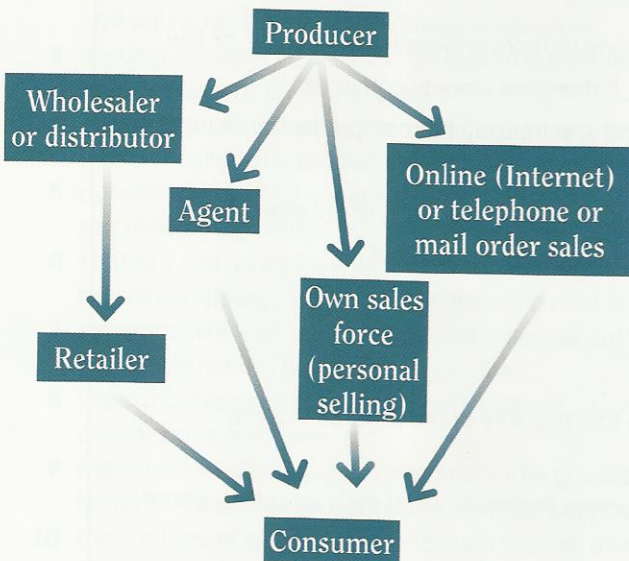 Producer
Wholesaler
or distributor
Agent
Online (Internet)
or telephone or
mail order sales
Own sales
force
(personal
selling)
Retailer
Consumer